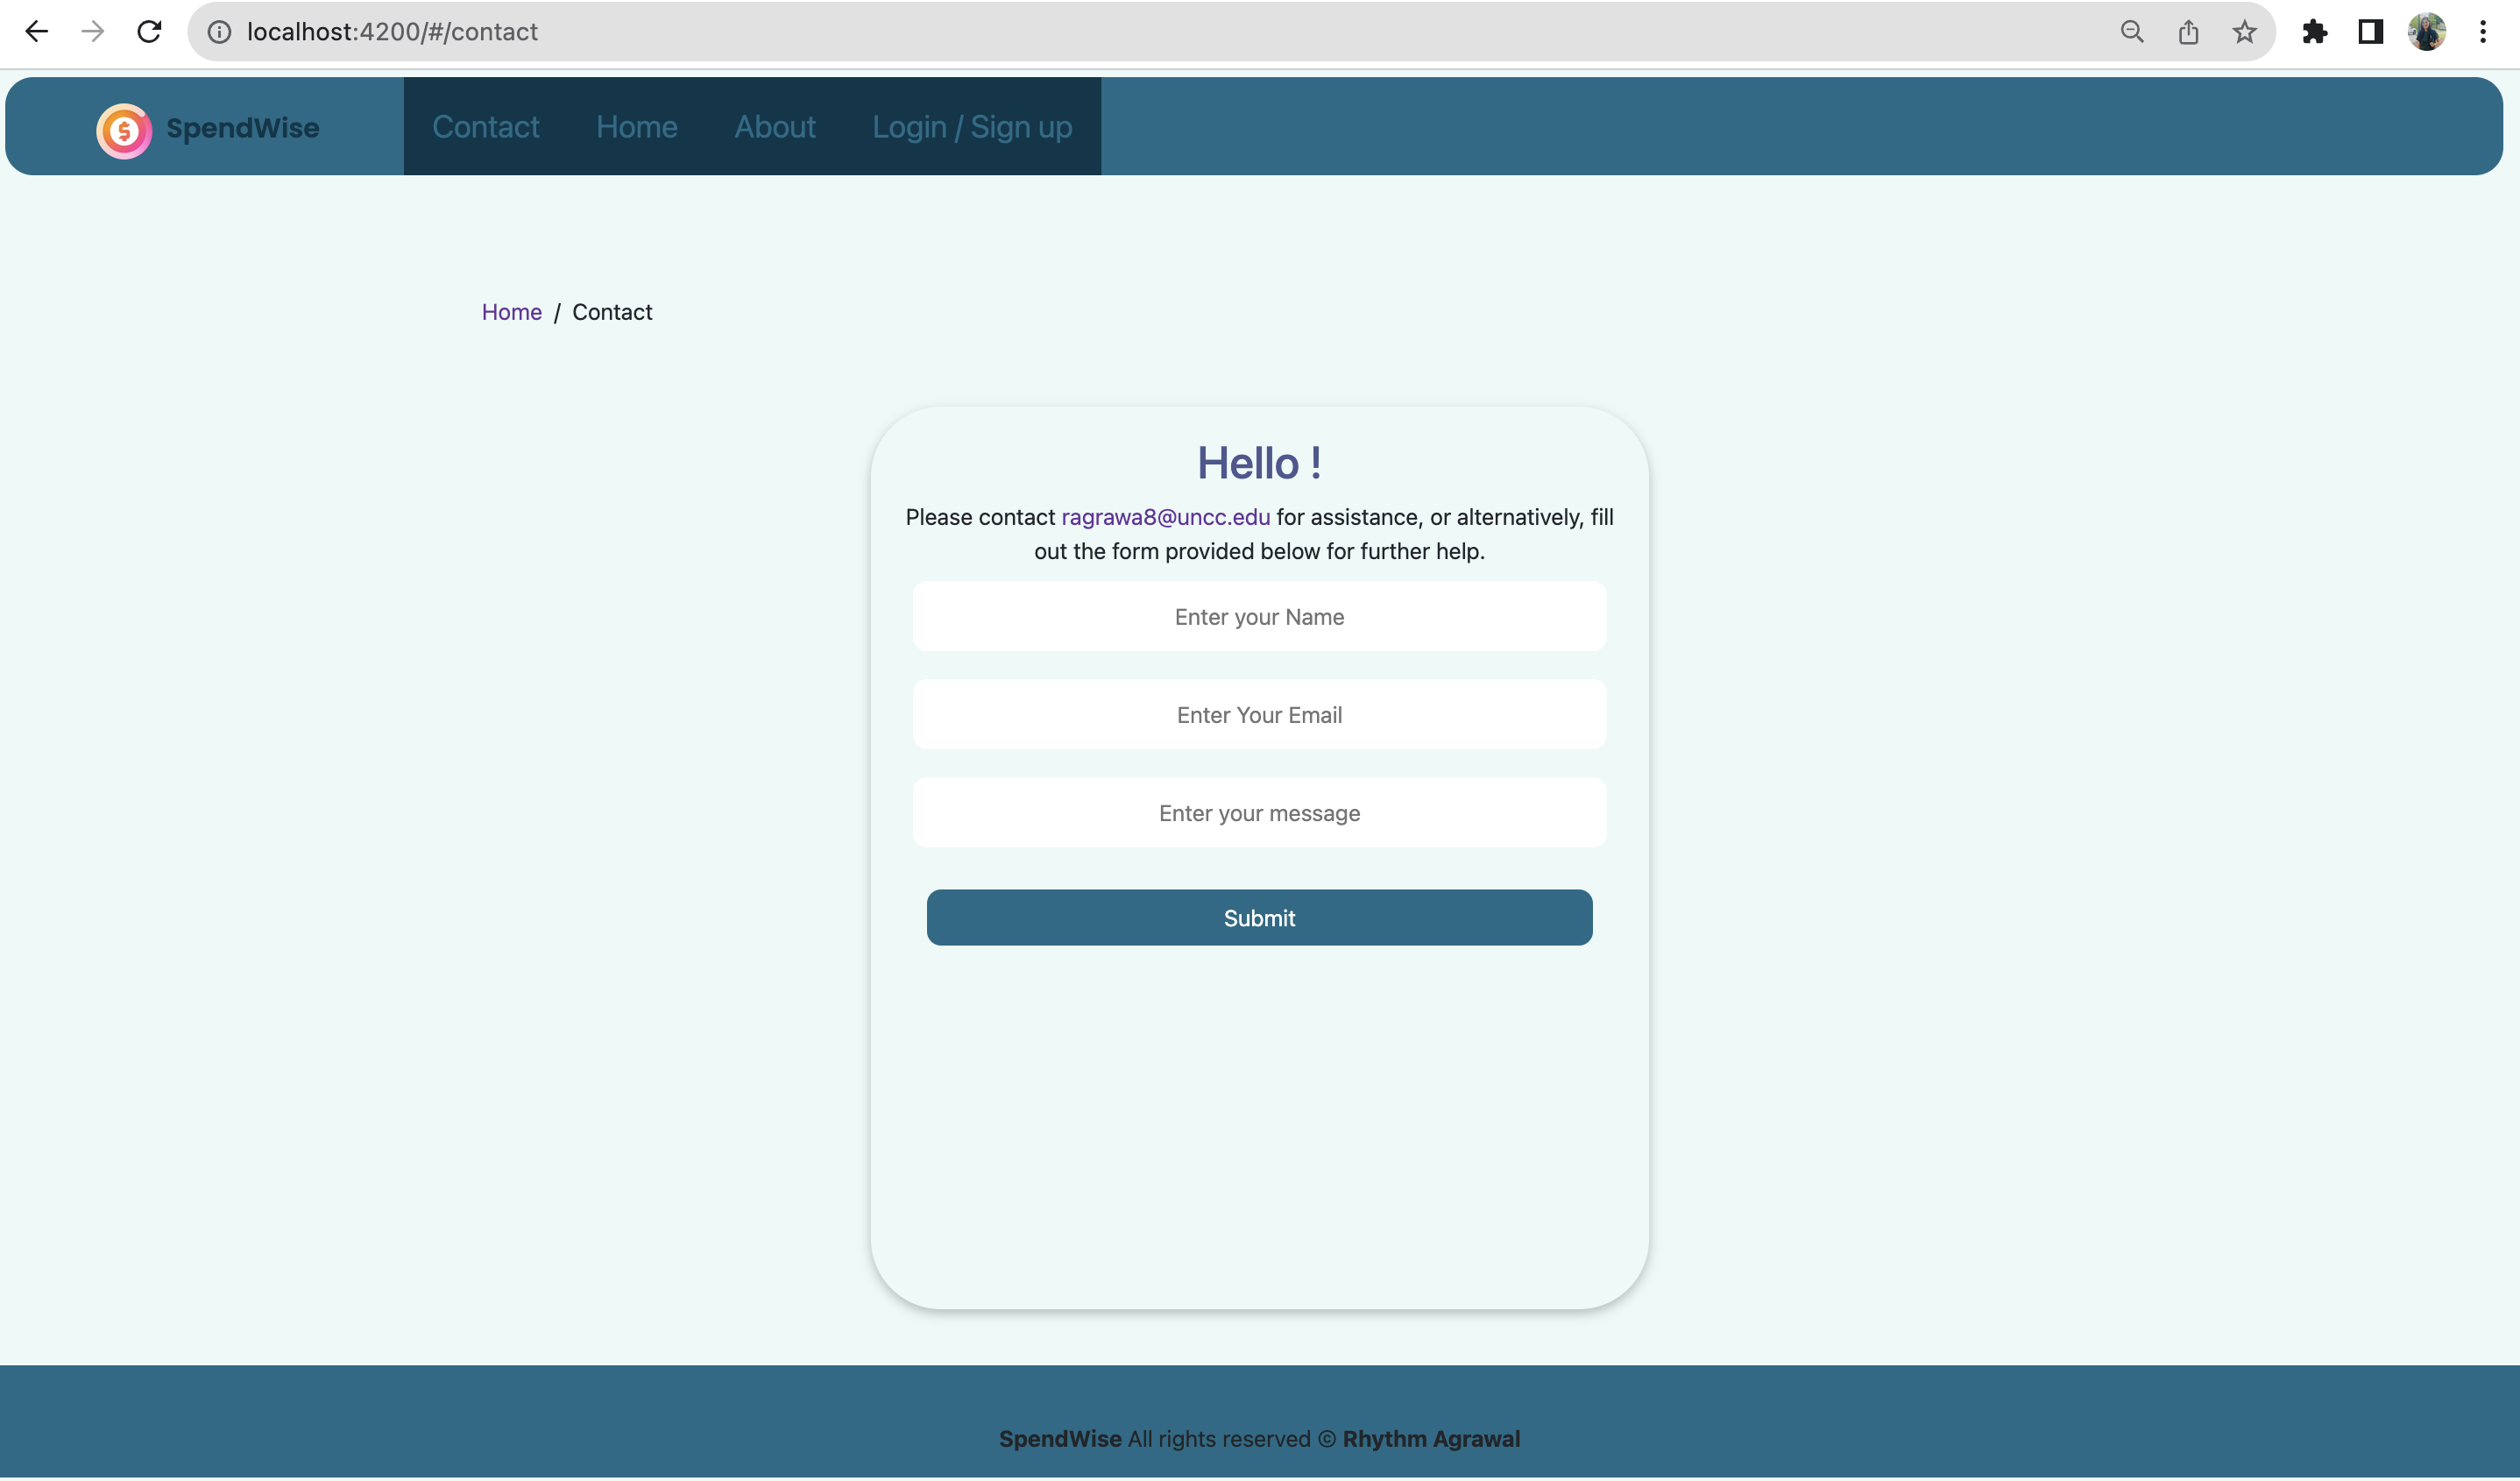 localhost:4200/#/contact
SpendWise Contact Home About Login / Sign up
Home / Contact
Hello !
Please contact ragrawa8@uncc.edu for assistance, or alternatively, fill
out the form provided below for further help.
Enter your Name
Enter Your Email
Enter your message
Submit
SpendWise All rights reserved © Rhythm Agrawal